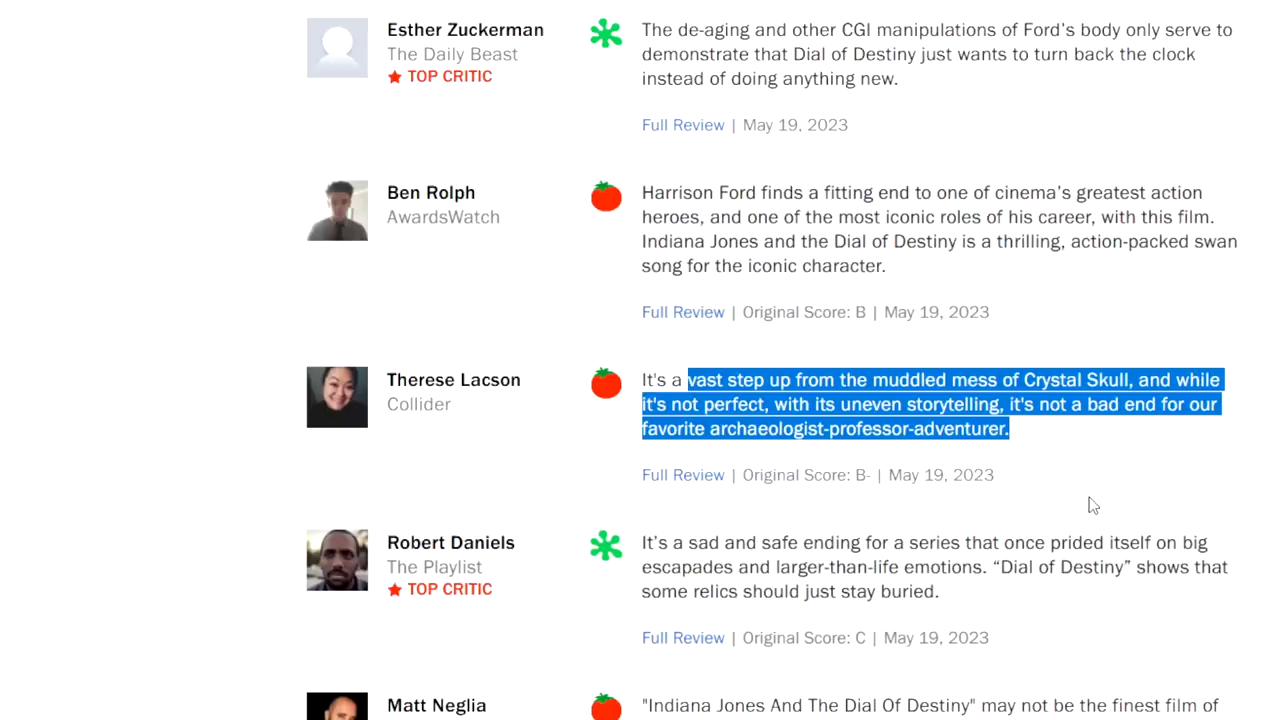 Esther Zuckerman
The Daily Beast
TOP CRITIC
The de-aging and other CGI manipulations of Ford's body only serve to
demonstrate that Dial of Destiny just wants to turn back the clock
instead of doing anything new.
Full Review | May 19, 2023
Ben Rolph
AwardsWatch
Harrison Ford finds a fitting end to one of cinema's greatest action
heroes, and one of the most iconic roles of his career, with this film.
Indiana Jones and the Dial of Destiny is a thrilling, action-packed swan
song for the iconic character.
Full Review | Original Score: B | May 19, 2023
Therese Lacson
Collider
It's a vast step up from the muddled mess of Crystal Skull, and while
it's not perfect, with its uneven storytelling, it's not a bad end for our
favorite archaeologist-professor-adventurer.
Full Review | Original Score: B- | May 19, 2023
Robert Daniels
The Playlist
TOP CRITIC
It’s a sad and safe ending for a series that once prided itself on big
escapades and larger-than-life emotions. “Dial of Destiny” shows that
some relics should just stay buried.
Full Review | Original Score: C | May 19, 2023
Matt Neglia
"Indiana Jones And The Dial Of Destiny" may not be the finest film of